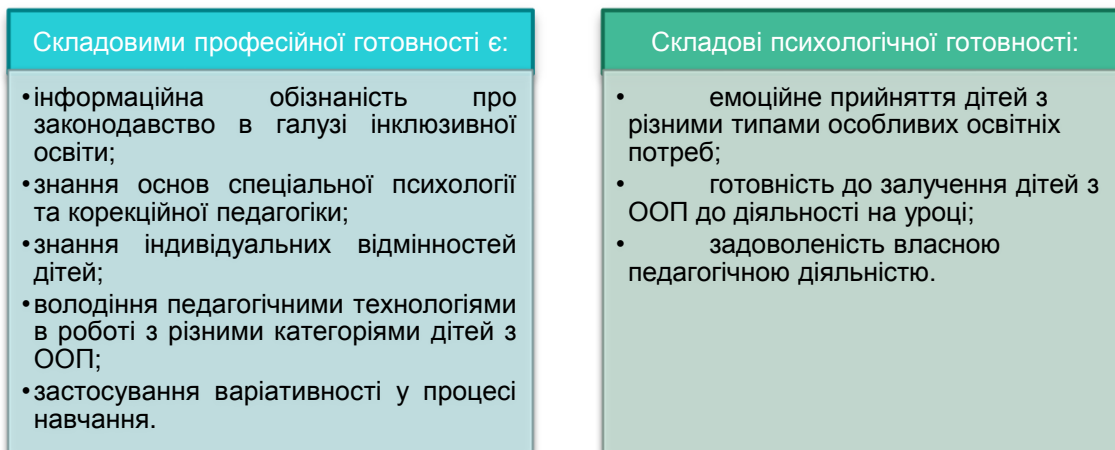 Складовими професійної готовності є:
•інформаційна обізнаність про
законодавство в галузі інклюзивної
освіти;
•знання основ спеціальної психології
та корекційної педагогіки;
•знання індивідуальних відмінностей
дітей;
•володіння педагогічними технологіями
в роботі з різними категоріями дітей з
ООП;
•застосування варіативності у процесі
навчання.
Складові психологічної готовності:
• емоційне прийняття дітей з
різними типами особливих освітніх
потреб;
• готовність до залучення дітей з
ООП до діяльності на уроці;
• задоволеність власною
педагогічною діяльністю.